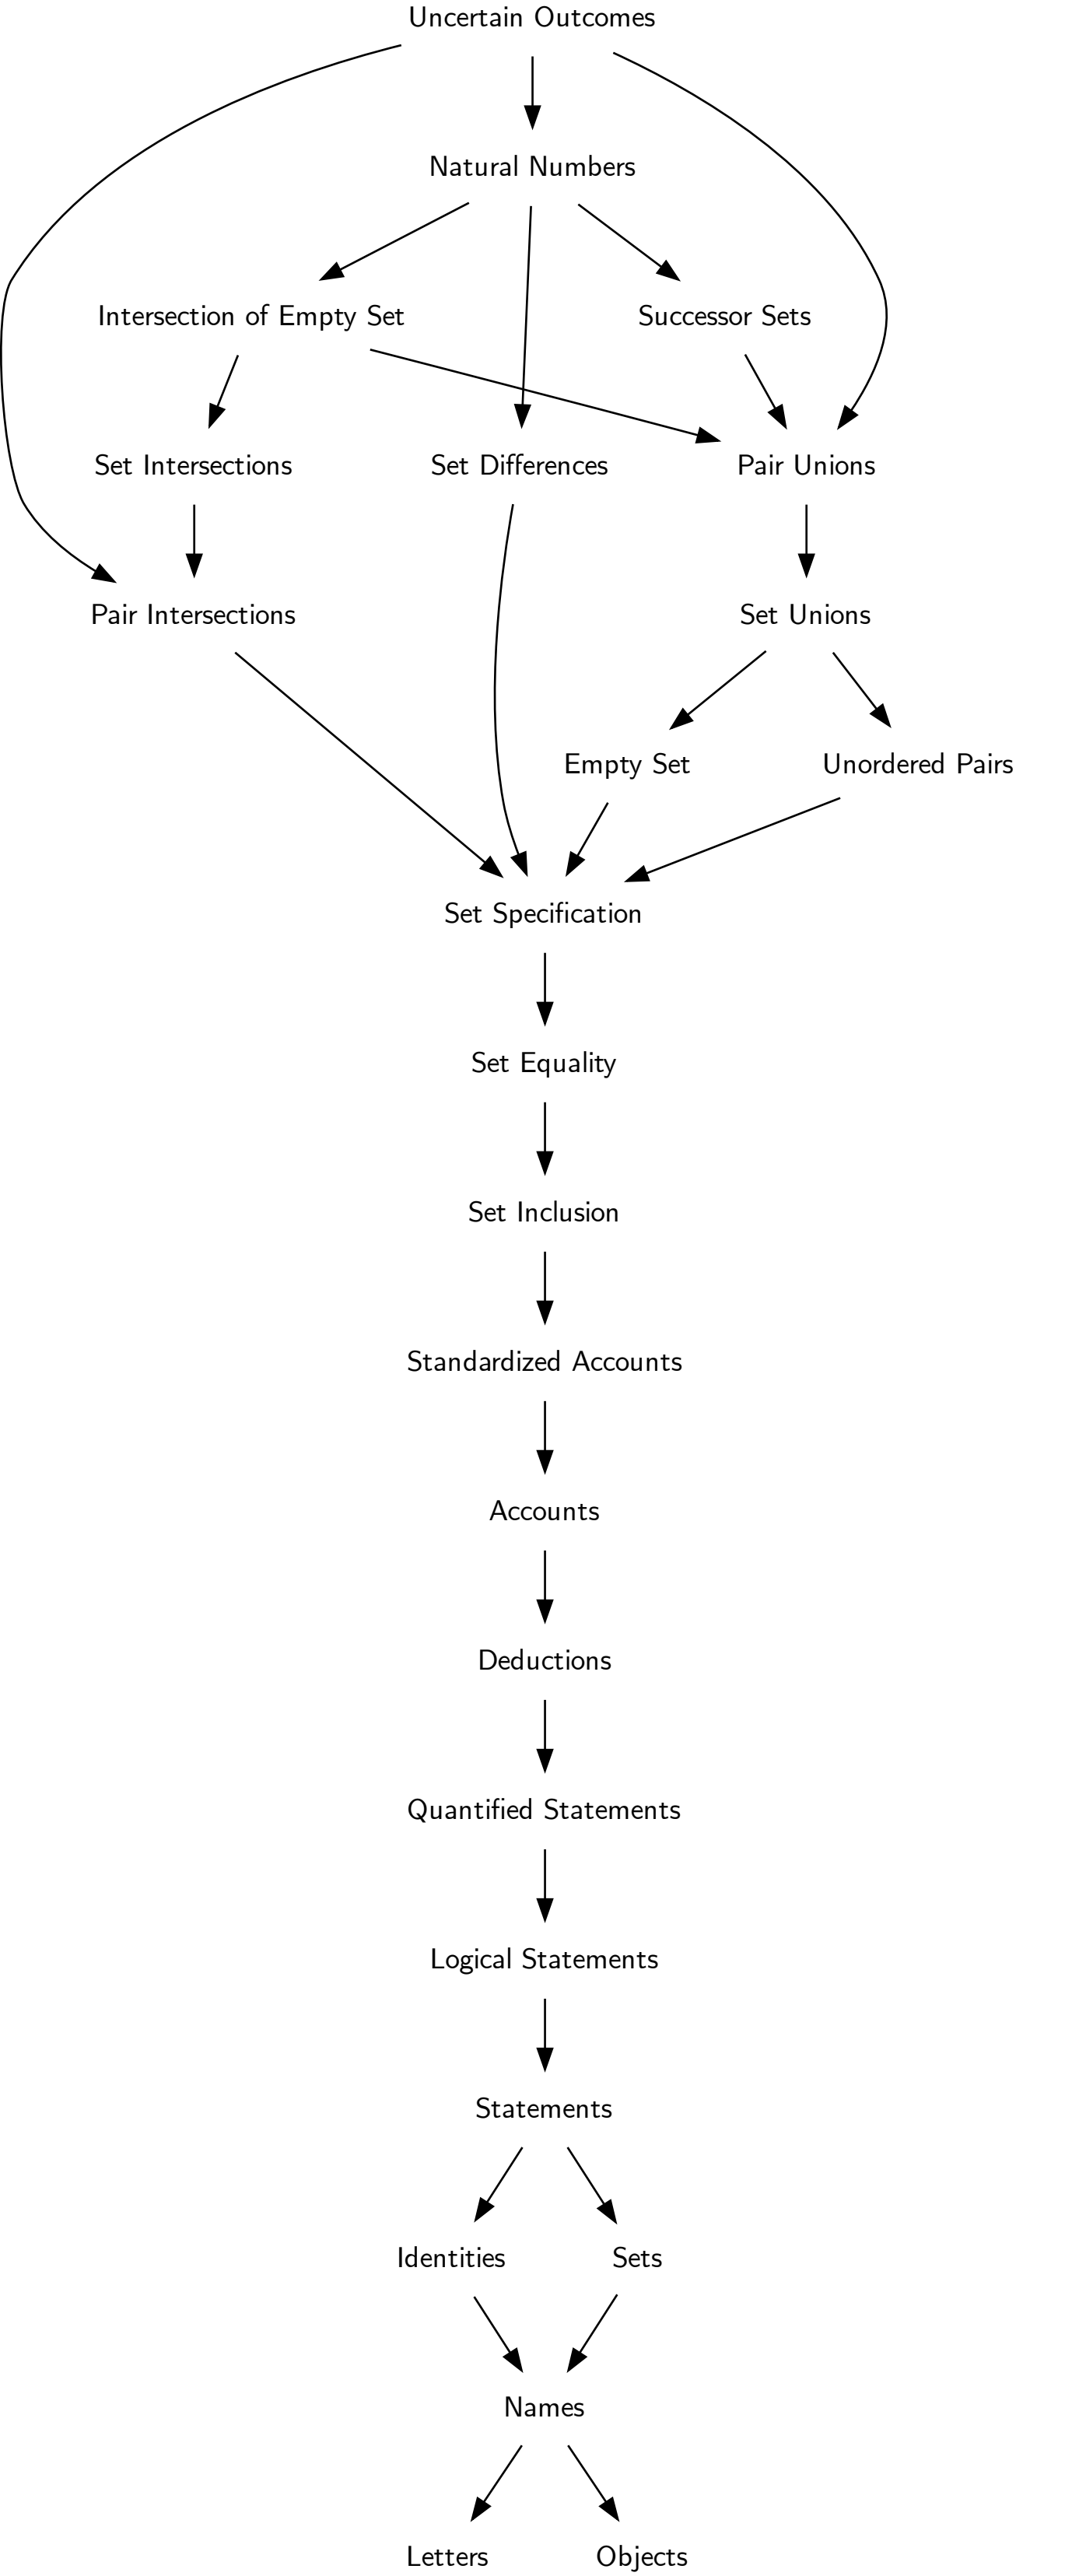 Uncertain Outcomes
Natural Numbers
Intersection of Empty Set
Successor Sets
Set Intersections
Set Differences
Pair Unions
Pair Intersections
Set Unions
Empty Set
Unordered Pairs
Set Specification
Set Equality
Set Inclusion
Standardized Accounts
Accounts
Deductions
Quantified Statements
Logical Statements
Statements
Identities
Sets
Names
Letters
Objects